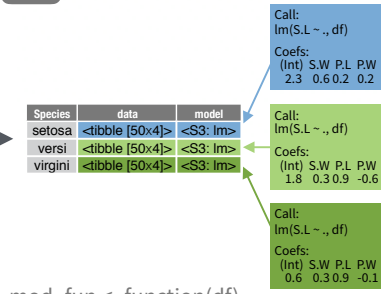 Call:
lm(S.L ~ ., df)
Coefs:
(Int) S.W P.L P.W
2.3 0.6 0.2 0.2
Species data model
setosa <tibble [50x4]> <S3: lm>
versi <tibble [50x4]> <S3: lm>
virgini <tibble [50x4]> <S3: lm>
Call:
lm(S.L ~ ., df)
Coefs:
(Int) S.W P.L P.W
1.8 0.3 0.9 -0.6
Call:
lm(S.L ~ ., df)
Coefs:
(Int) S.W P.L P.W
0.6 0.3 0.9 -0.1